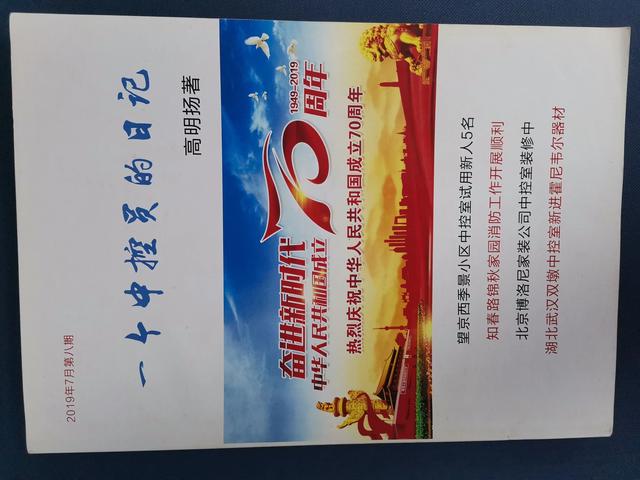 一个中控员的日记
高明扬著
2019年7月第八期
1949-2019
70周年
奋进新时代
中华人民共和国成立
热烈庆祝中华人民共和国成立70周年
望京西季景小区中控室试用新人5名
知春路锦秋家园消防工作开展顺利
北京博洛尼家装公司中控室装修中
湖北武汉双墩中控室新进霍尼韦尔器材